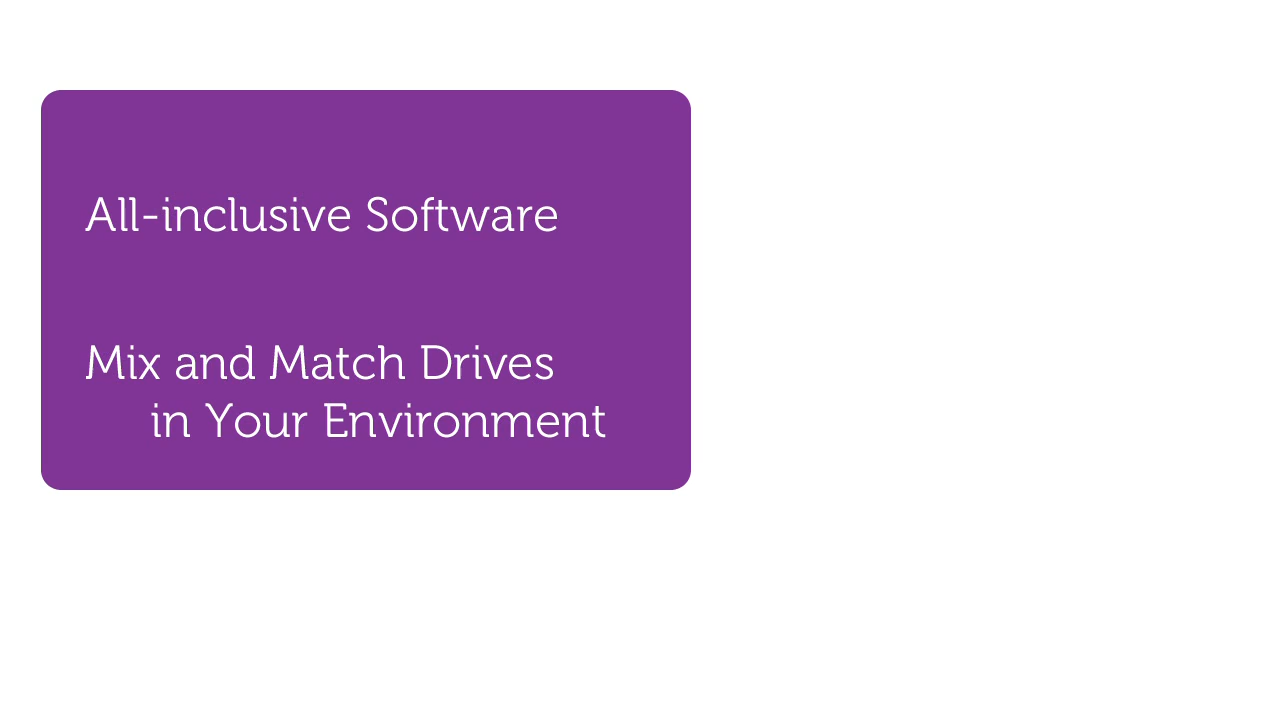 All-inclusive Software
Mix and Match Drives
in Your Environment